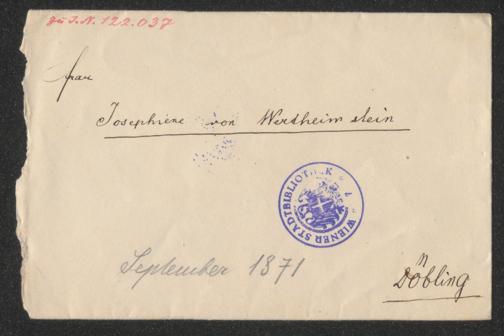 zu I.N. 122.037
Frau
Josephine von Wertheimstein
WIENER STADTBIBLIOTHEK
September 1871
Döbling